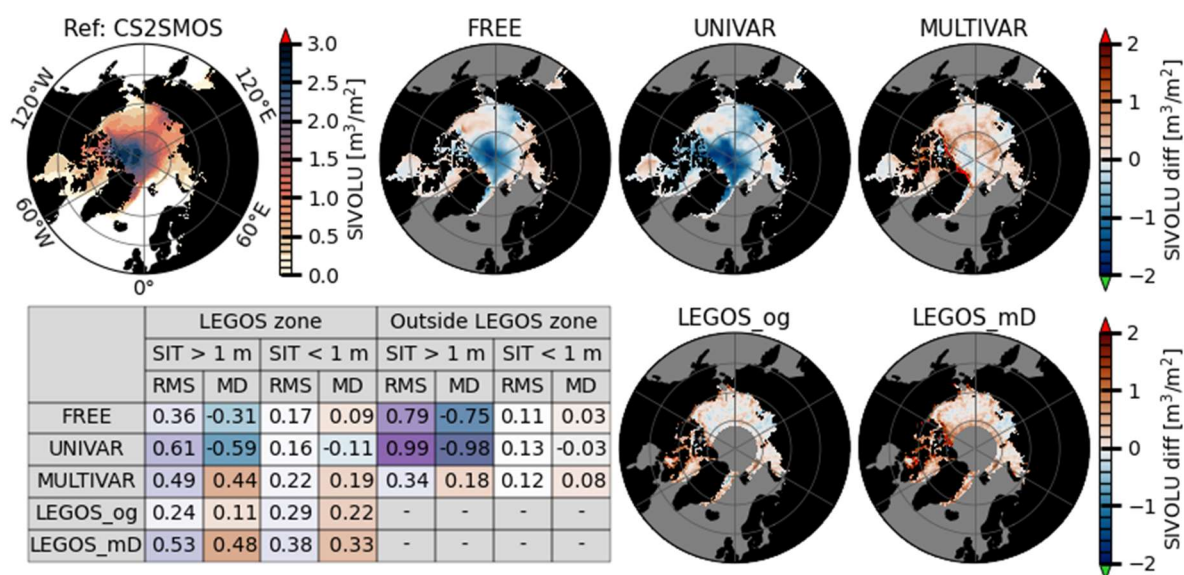 Ref: CS2SMOS
FREE
UNIVAR
MULTIVAR
120°W
120°E
60°W
60°E
0°
3.0
2.5
2.0
1.5
1.0
0.5
0.0
SIVOLU [m³/m²]
2
1
0
−1
−2
SIVOLU diff [m³/m²]
LEGOS zone Outside LEGOS zone
SIT > 1 m SIT < 1 m SIT > 1 m SIT < 1 m
RMS MD RMS MD RMS MD RMS MD
FREE 0.36 -0.31 0.17 0.09 0.79 -0.75 0.11 0.03
UNIVAR 0.61 -0.59 0.16 -0.11 0.99 -0.98 0.13 -0.03
MULTIVAR 0.49 0.44 0.22 0.19 0.34 0.18 0.12 0.08
LEGOS_og 0.24 0.11 0.29 0.22 - - - -
LEGOS_mD 0.53 0.48 0.38 0.33 - - - -
LEGOS_og
LEGOS_mD
2
1
0
−1
−2
SIVOLU diff [m³/m²]